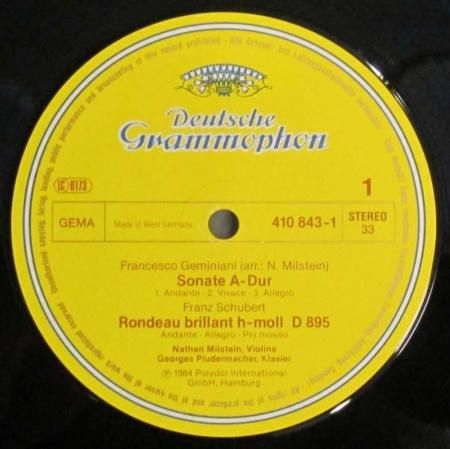 Deutsche
Grammophon
LC 0173
1
GEMA
Made in West Germany
410 843-1
STEREO
33
Francesco Geminiani (arr.: N. Milstein)
Sonate A-Dur
1. Andante - 2. Vivace - 3. Allegro
Franz Schubert
Rondeau brillant h-moll D 895
Andante - Allegro - Più mosso
Nathan Milstein, Violine
Georges Pludermacher, Klavier
℗ 1984 Polydor International
GmbH, Hamburg